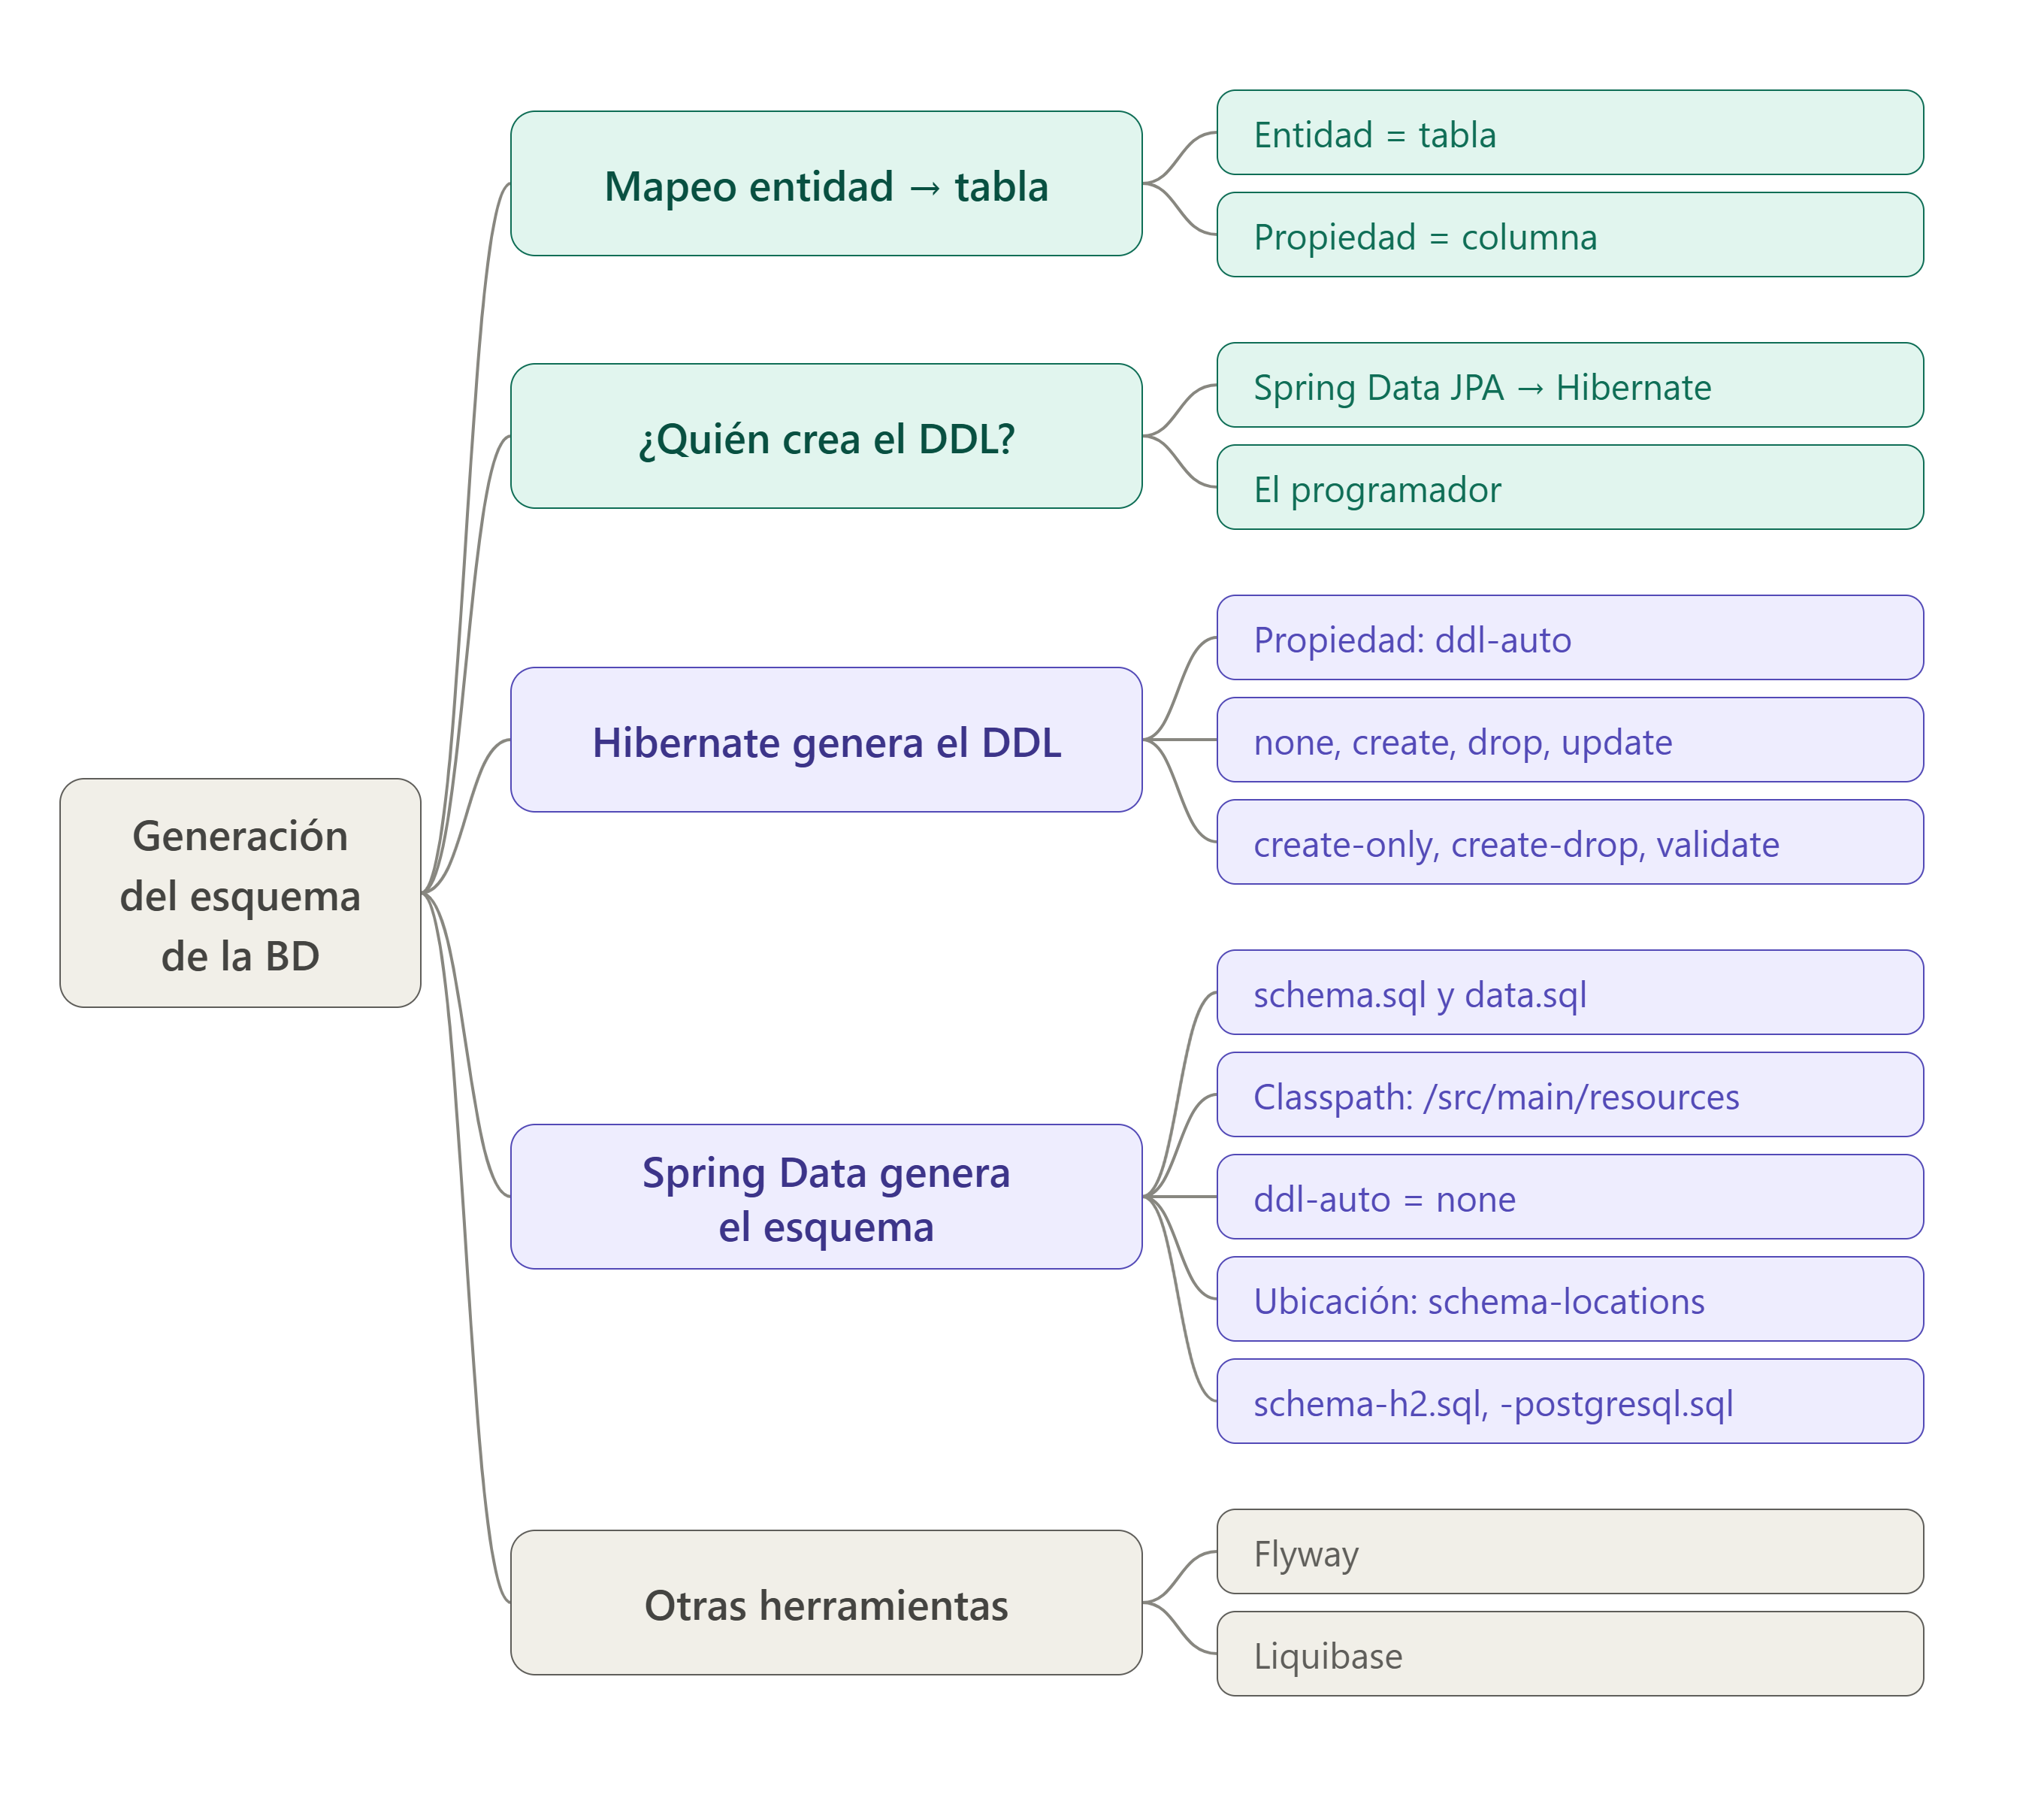 Generación
del esquema
de la BD
Mapeo entidad → tabla
Entidad = tabla
Propiedad = columna
¿Quién crea el DDL?
Spring Data JPA → Hibernate
El programador
Hibernate genera el DDL
Propiedad: ddl-auto
none, create, drop, update
create-only, create-drop, validate
Spring Data genera
el esquema
schema.sql y data.sql
Classpath: /src/main/resources
ddl-auto = none
Ubicación: schema-locations
schema-h2.sql, -postgresql.sql
Otras herramientas
Flyway
Liquibase